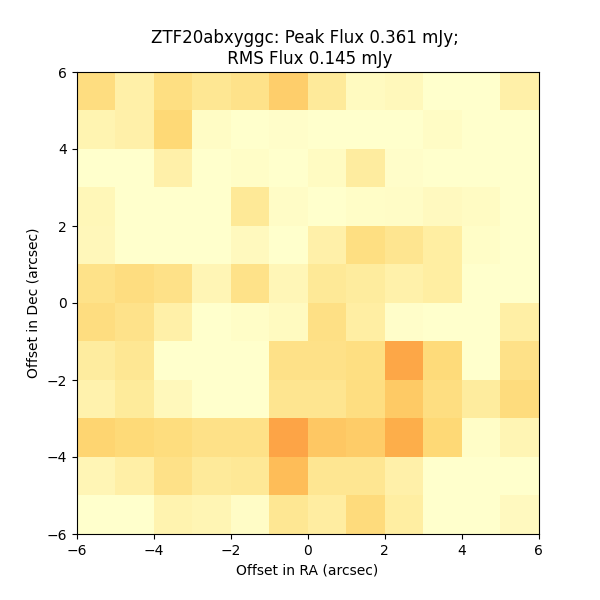 ZTF20abxyggc: Peak Flux 0.361 mJy;
RMS Flux 0.145 mJy
6
4
2
0
−2
−4
−6
Offset in Dec (arcsec)
−6 −4 −2 0 2 4 6
Offset in RA (arcsec)